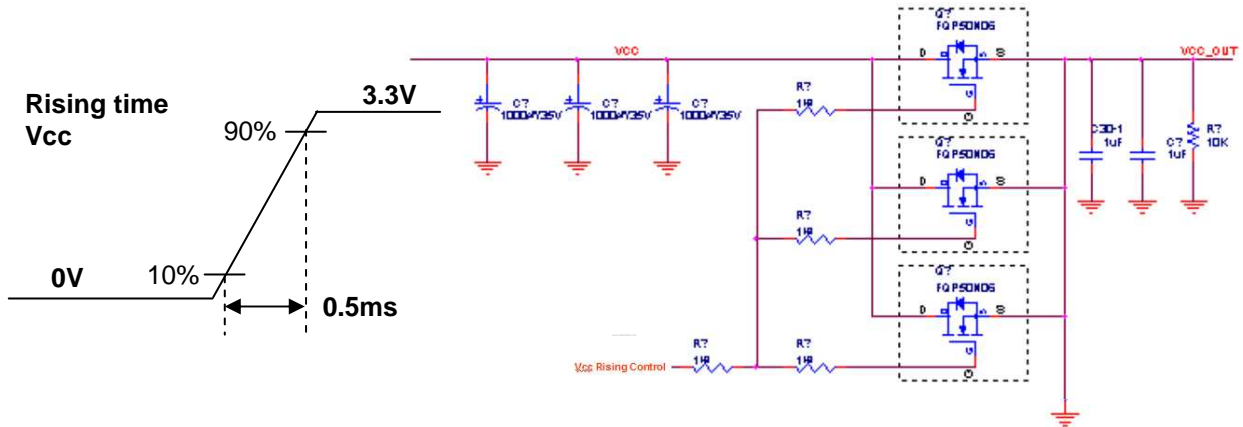 Rising time
Vcc
3.3V
90%
10%
0V
0.5ms
VCC
C?
1000uF/35V
C?
1000uF/35V
C?
1000uF/35V
Q?
FQP50N06
D
S
G
R?
Q?
FQP50N06
D
S
G
R?
Q?
FQP50N06
D
S
G
R?
R?
Vcc Rising Control
VCC_OUT
C30-1
1uF
C?
1uF
R?
10K